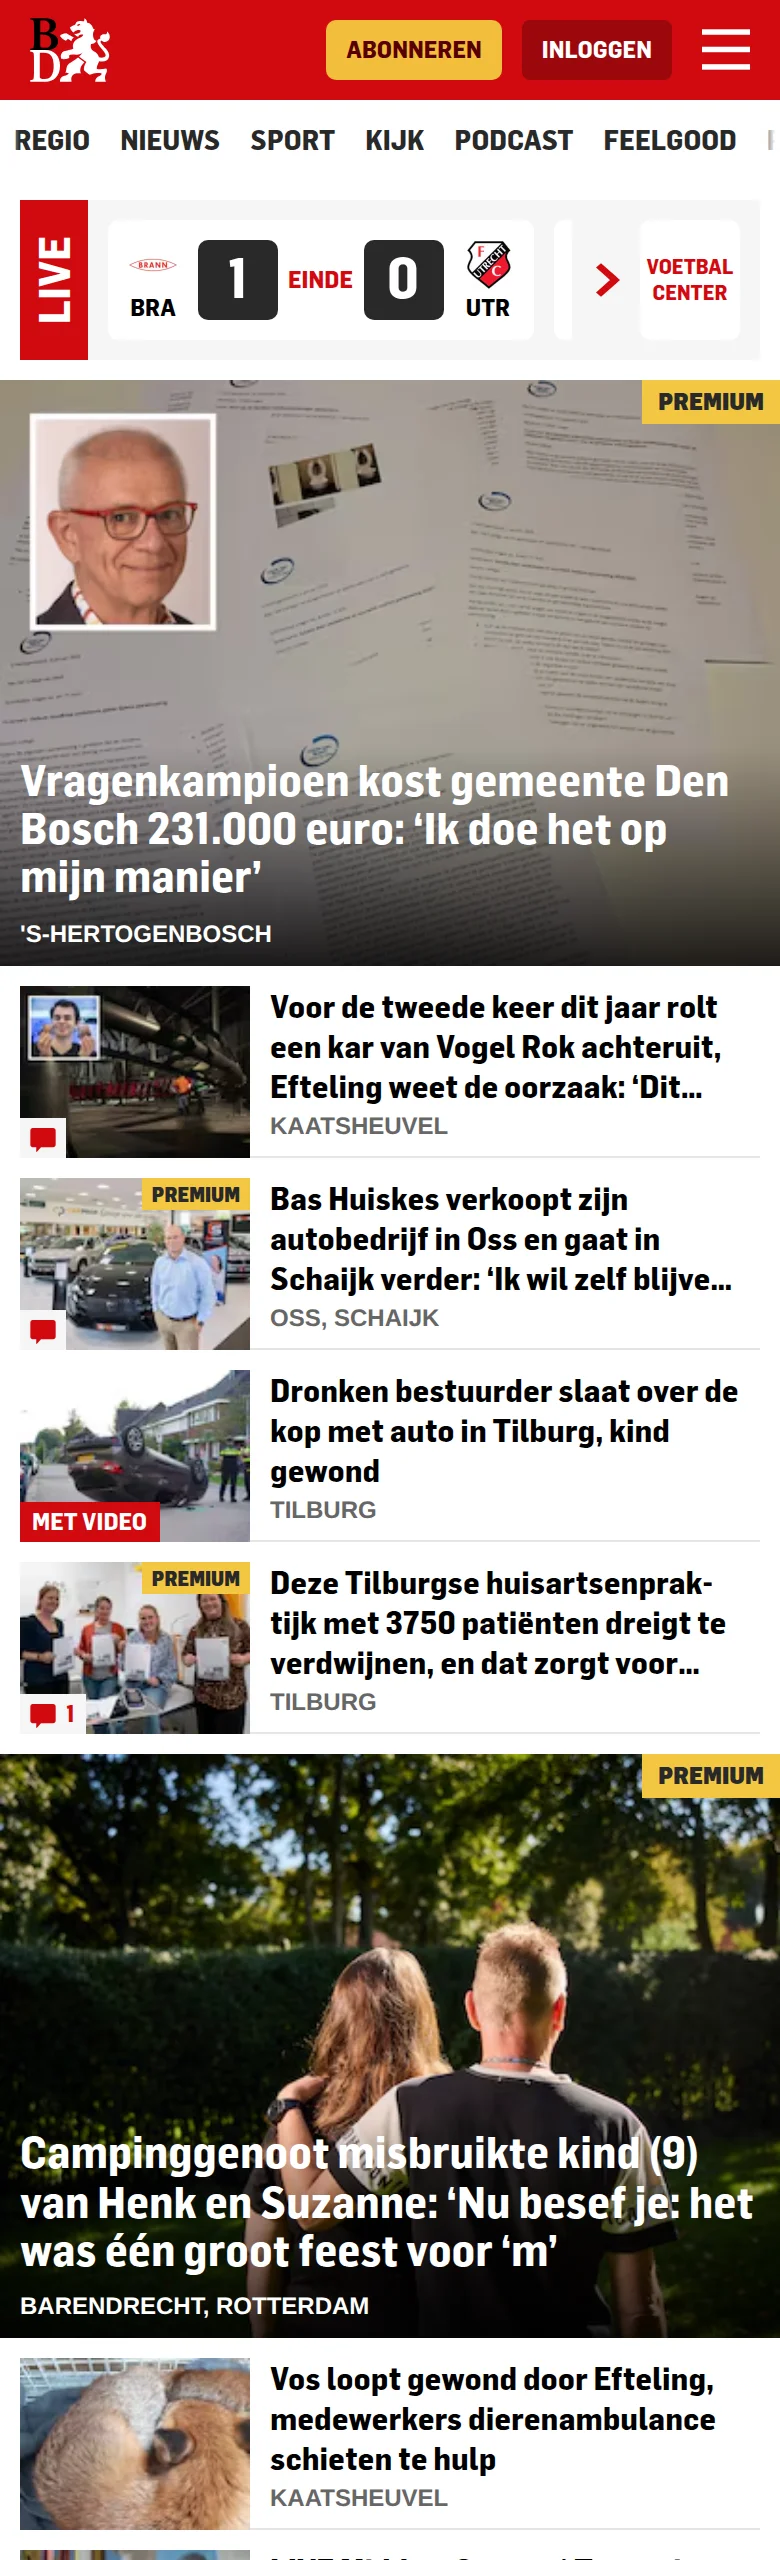 BD
ABONNEREN
INLOGGEN
REGIO NIEUWS SPORT KIJK PODCAST FEELGOOD
LIVE
BRANN
BRA
1
EINDE
0
FC
UTRECHT
UTR
VOETBAL
CENTER
PREMIUM
Vragenkampioen kost gemeente Den
Bosch 231.000 euro: ‘Ik doe het op
mijn manier’
'S-HERTOGENBOSCH
Voor de tweede keer dit jaar rolt
een kar van Vogel Rok achteruit,
Efteling weet de oorzaak: ‘Dit...
KAATSHEUVEL
PREMIUM
Bas Huiskes verkoopt zijn
autobedrijf in Oss en gaat in
Schaijk verder: ‘Ik wil zelf blijve...
OSS, SCHAIJK
MET VIDEO
Dronken bestuurder slaat over de
kop met auto in Tilburg, kind
gewond
TILBURG
PREMIUM
1
Deze Tilburgse huisartsenprak-
tijk met 3750 patiënten dreigt te
verdwijnen, en dat zorgt voor...
TILBURG
PREMIUM
Campinggenoot misbruikte kind (9)
van Henk en Suzanne: ‘Nu besef je: het
was één groot feest voor ‘m’
BARENDRECHT, ROTTERDAM
Vos loopt gewond door Efteling,
medewerkers dierenambulance
schieten te hulp
KAATSHEUVEL